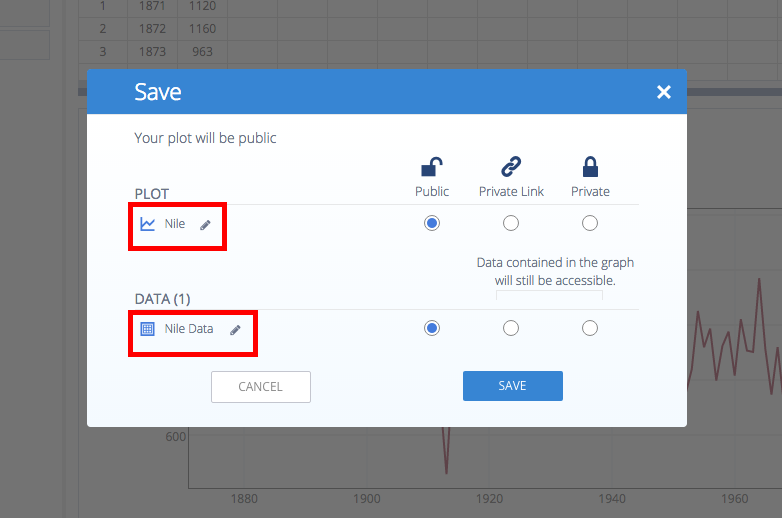 1 1871 1120
2 1872 1160
3 1873 963
Save
Your plot will be public
Public Private Link Private
PLOT
Nile
Data contained in the graph
will still be accessible.
DATA (1)
Nile Data
CANCEL SAVE
600
1880 1900 1920 1940 1960